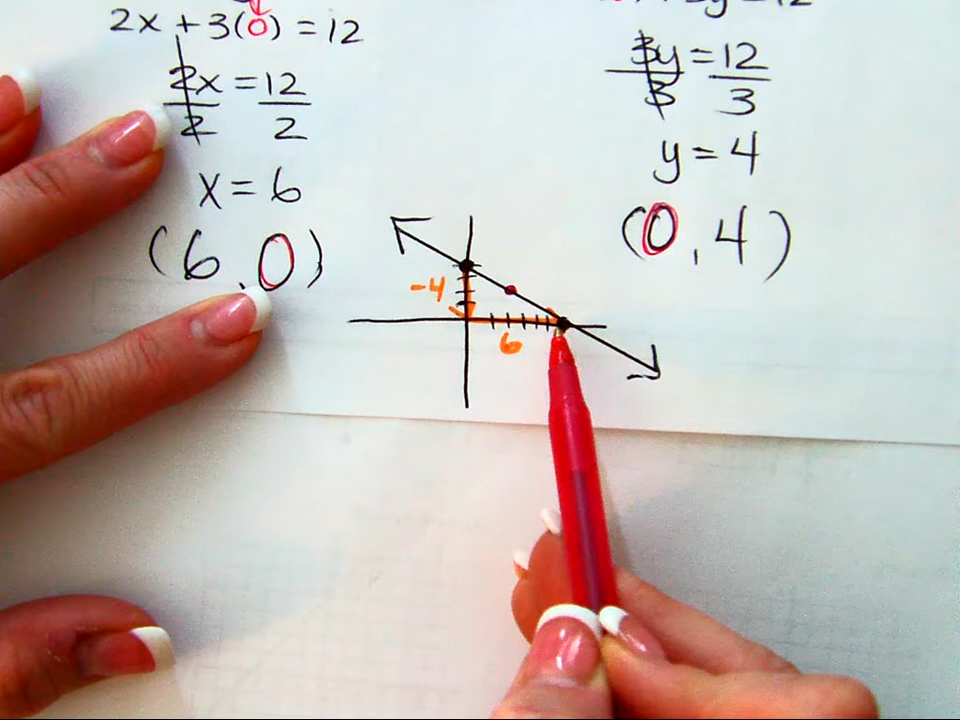 2x + 3(0) = 12
2x = 12
2 2
x = 6
(6, 0)
3y = 12
3 3
y = 4
(0, 4)
-4
6